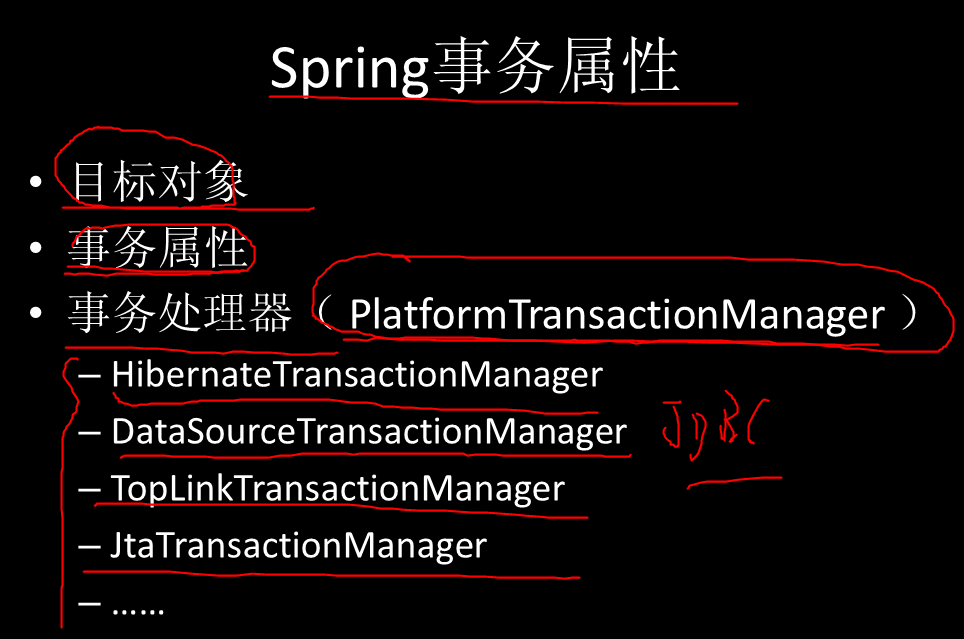 Spring事务属性
• 目标对象
• 事务属性
• 事务处理器（ PlatformTransactionManager ）
– HibernateTransactionManager
– DataSourceTransactionManager JDBC
– TopLinkTransactionManager
– JtaTransactionManager
– ……